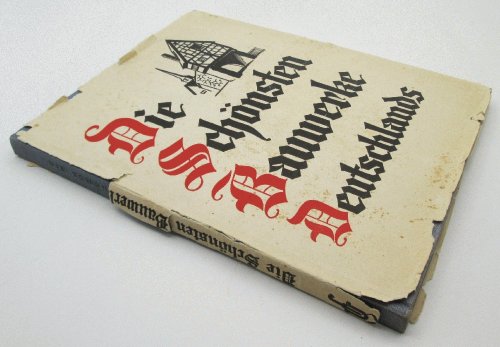 Die
Schönsten
Bauwerke
Deutschlands
Die Schönsten Bauwer